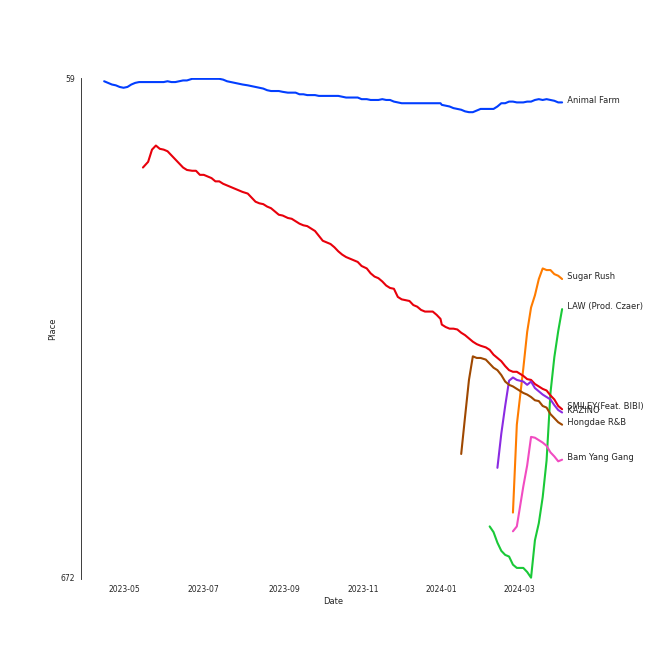 59
Animal Farm
Sugar Rush
LAW (Prod. Czaer)
Place
SMILEY(Feat. BIBI)
KAZINO
Hongdae R&B
Bam Yang Gang
672
2023-05 2023-07 2023-09 2023-11 2024-01 2024-03
Date